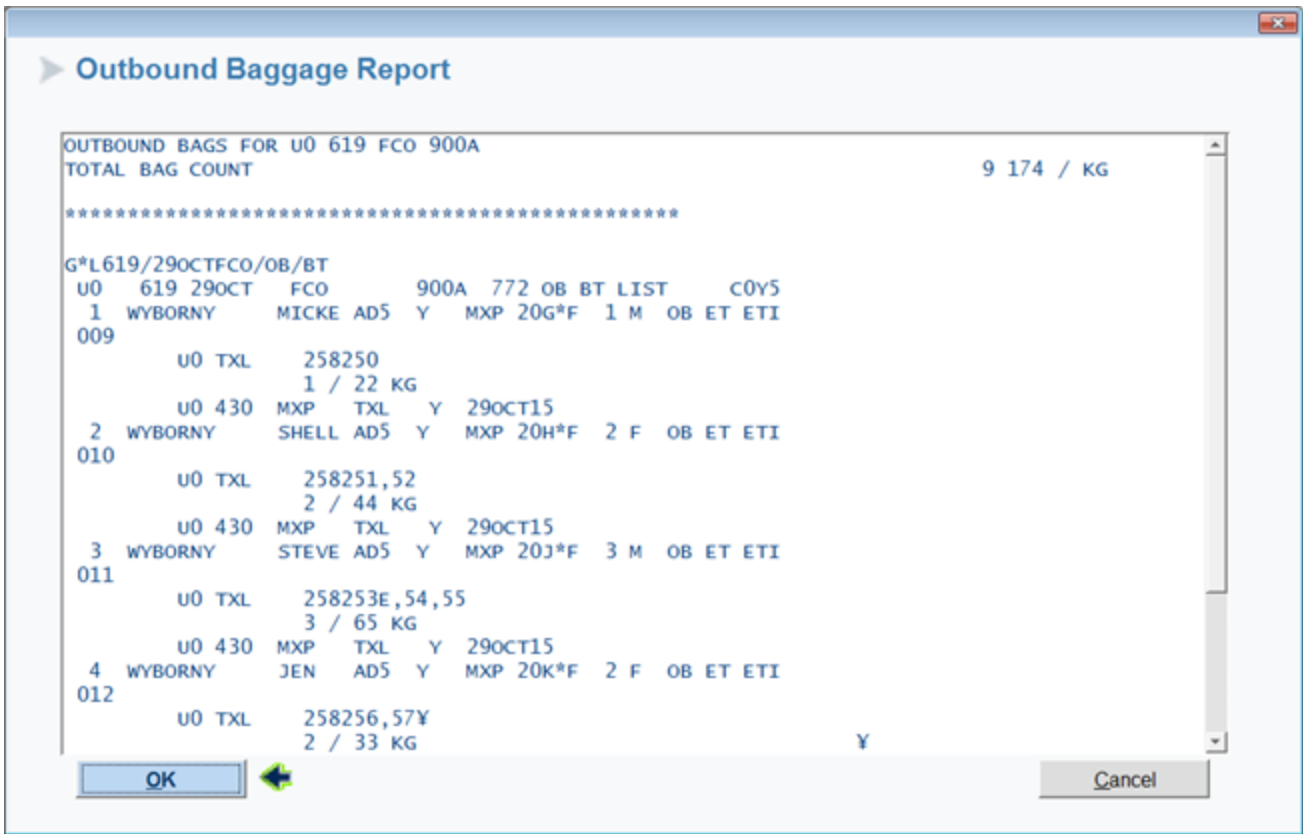 Outbound Baggage Report
OUTBOUND BAGS FOR U0 619 FCO 900A
TOTAL BAG COUNT 9 174 / KG
*************************************************
G*L619/29OCTFCO/OB/BT
U0 619 29OCT FCO 900A 772 OB BT LIST C0Y5
1 WYBORNY MICKE AD5 Y MXP 20G*F 1 M OB ET ETI
009
U0 TXL 258250
1 / 22 KG
U0 430 MXP TXL Y 29OCT15
2 WYBORNY SHELL AD5 Y MXP 20H*F 2 F OB ET ETI
010
U0 TXL 258251,52
2 / 44 KG
U0 430 MXP TXL Y 29OCT15
3 WYBORNY STEVE AD5 Y MXP 20J*F 3 M OB ET ETI
011
U0 TXL 258253E,54,55
3 / 65 KG
U0 430 MXP TXL Y 29OCT15
4 WYBORNY JEN AD5 Y MXP 20K*F 2 F OB ET ETI
012
U0 TXL 258256,57¥
2 / 33 KG ¥
OK Cancel